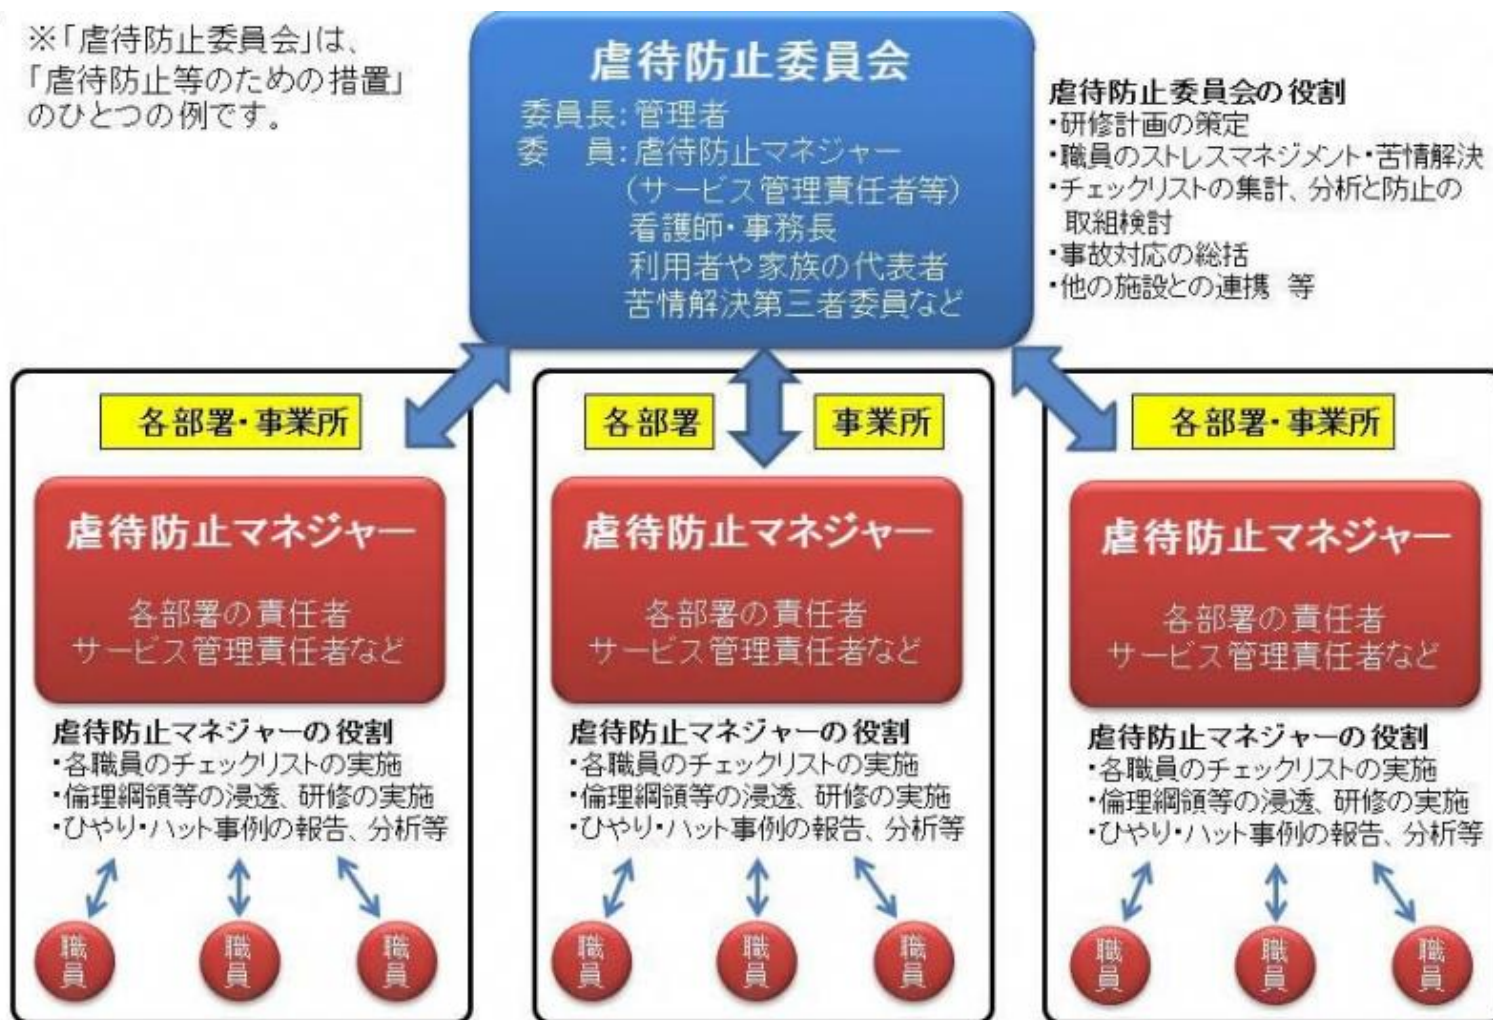 ※「虐待防止委員会」は、
「虐待防止等のための措置」
のひとつの例です。
虐待防止委員会
委員長：管理者
委　員：虐待防止マネジャー
（サービス管理責任者等）
看護師・事務長
利用者や家族の代表者
苦情解決第三者委員など
虐待防止委員会の役割
・研修計画の策定
・職員のストレスマネジメント・苦情解決
・チェックリストの集計、分析と防止の
取組検討
・事故対応の総括
・他の施設との連携　等
各部署・事業所
虐待防止マネジャー
各部署の責任者
サービス管理責任者など
虐待防止マネジャーの役割
・各職員のチェックリストの実施
・倫理綱領等の浸透、研修の実施
・ひやり・ハット事例の報告、分析等
職員
職員
職員
各部署
事業所
虐待防止マネジャー
各部署の責任者
サービス管理責任者など
虐待防止マネジャーの役割
・各職員のチェックリストの実施
・倫理綱領等の浸透、研修の実施
・ひやり・ハット事例の報告、分析等
職員
職員
職員
各部署・事業所
虐待防止マネジャー
各部署の責任者
サービス管理責任者など
虐待防止マネジャーの役割
・各職員のチェックリストの実施
・倫理綱領等の浸透、研修の実施
・ひやり・ハット事例の報告、分析等
職員
職員
職員